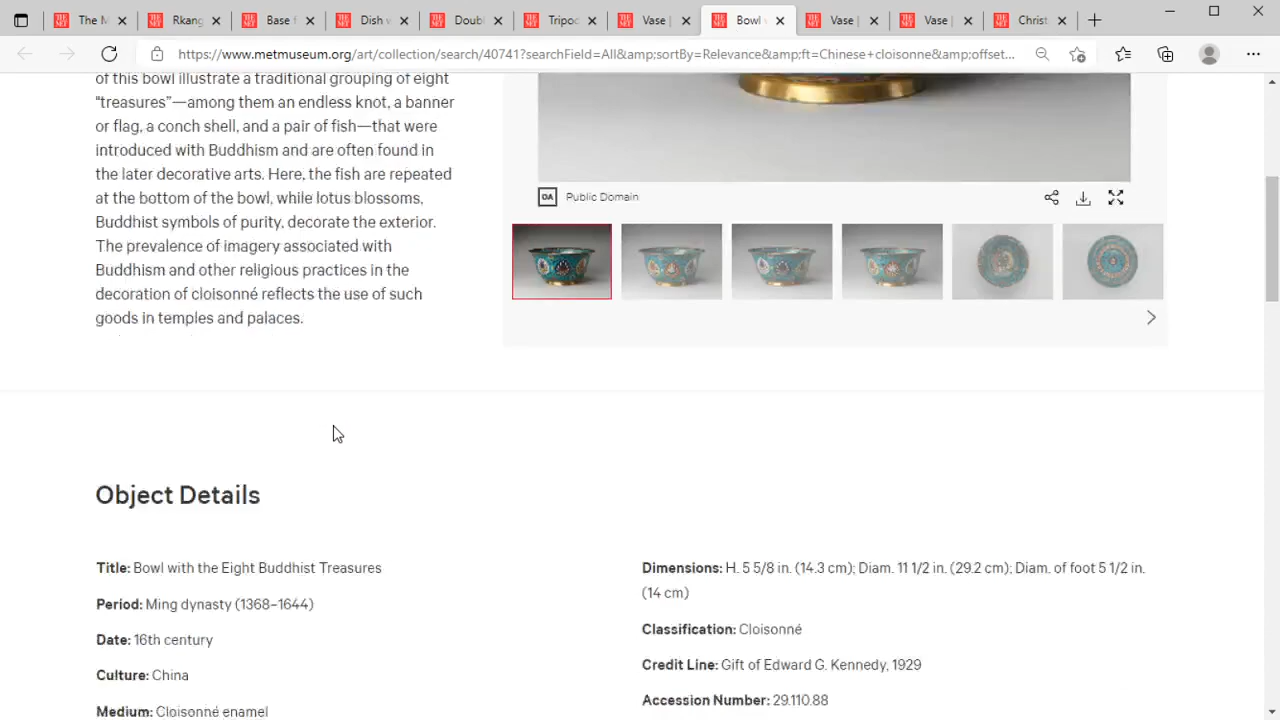 The M
Rkang
Base f
Dish w
Doubl
Tripod
Vase |
Bowl w
Vase |
Vase |
Christ
https://www.metmuseum.org/art/collection/search/40741?searchField=All&amp;sortBy=Relevance&amp;ft=Chinese+cloisonne&amp;offset...
of this bowl illustrate a traditional grouping of eight
"treasures"—among them an endless knot, a banner
or flag, a conch shell, and a pair of fish—that were
introduced with Buddhism and are often found in
the later decorative arts. Here, the fish are repeated
at the bottom of the bowl, while lotus blossoms,
Buddhist symbols of purity, decorate the exterior.
The prevalence of imagery associated with
Buddhism and other religious practices in the
decoration of cloisonné reflects the use of such
goods in temples and palaces.
OA Public Domain
Object Details
Title: Bowl with the Eight Buddhist Treasures
Period: Ming dynasty (1368–1644)
Date: 16th century
Culture: China
Medium: Cloisonné enamel
Dimensions: H. 5 5/8 in. (14.3 cm); Diam. 11 1/2 in. (29.2 cm); Diam. of foot 5 1/2 in.
(14 cm)
Classification: Cloisonné
Credit Line: Gift of Edward G. Kennedy, 1929
Accession Number: 29.110.88